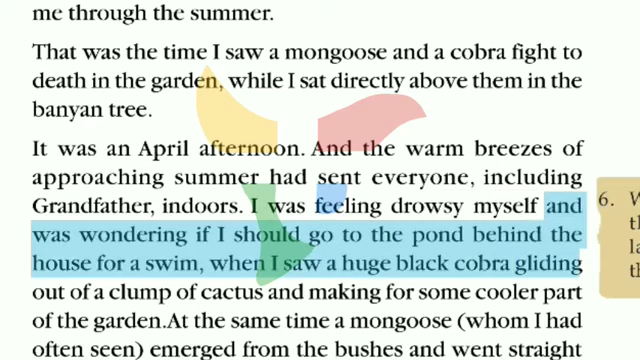 me through the summer.
That was the time I saw a mongoose and a cobra fight to
death in the garden, while I sat directly above them in the
banyan tree.
It was an April afternoon. And the warm breezes of
approaching summer had sent everyone, including
Grandfather, indoors. I was feeling drowsy myself and
was wondering if I should go to the pond behind the
house for a swim, when I saw a huge black cobra gliding
out of a clump of cactus and making for some cooler part
of the garden. At the same time a mongoose (whom I had
often seen) emerged from the bushes and went straight
6.